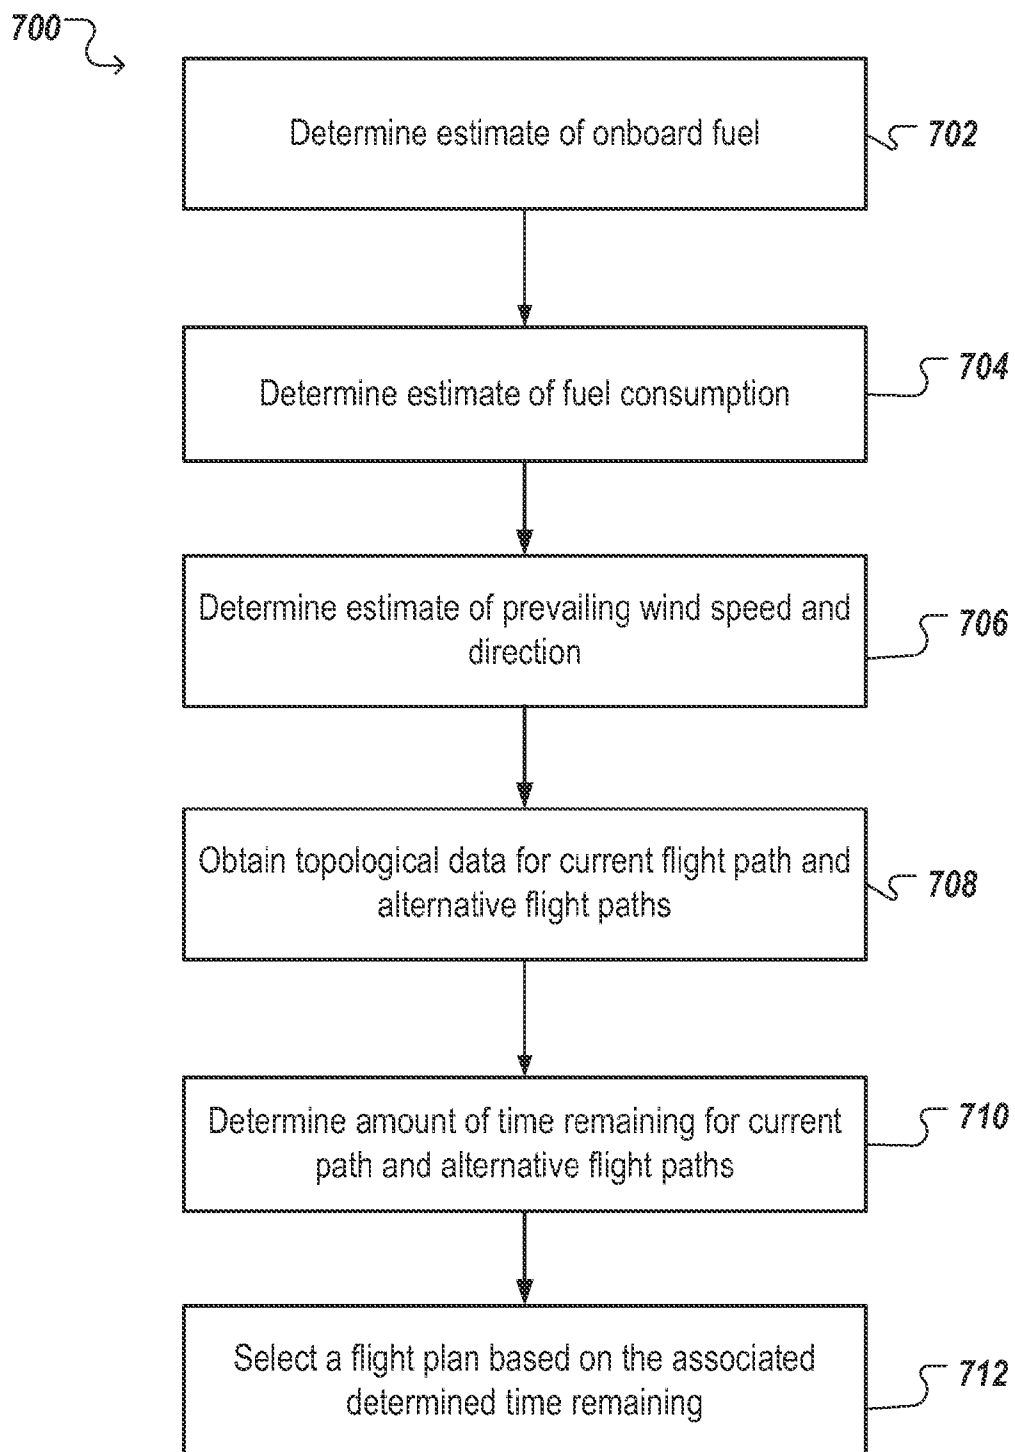 700
Determine estimate of onboard fuel
702
Determine estimate of fuel consumption
704
Determine estimate of prevailing wind speed and
direction
706
Obtain topological data for current flight path and
alternative flight paths
708
Determine amount of time remaining for current
path and alternative flight paths
710
Select a flight plan based on the associated
determined time remaining
712